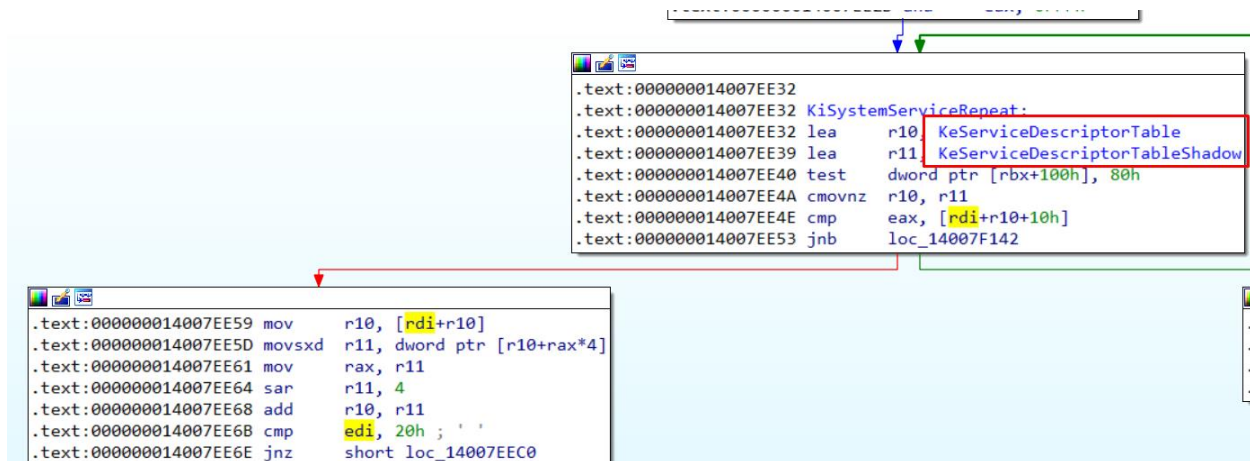 .text:000000014007EE32
.text:000000014007EE32 KiSystemServiceRepeat:
.text:000000014007EE32 lea r10, KeServiceDescriptorTable
.text:000000014007EE39 lea r11, KeServiceDescriptorTableShadow
.text:000000014007EE40 test dword ptr [rbx+100h], 80h
.text:000000014007EE4A cmovnz r10, r11
.text:000000014007EE4E cmp eax, [rdi+r10+10h]
.text:000000014007EE53 jnb loc_14007F142
.text:000000014007EE59 mov r10, [rdi+r10]
.text:000000014007EE5D movsxd r11, dword ptr [r10+rax*4]
.text:000000014007EE61 mov rax, r11
.text:000000014007EE64 sar r11, 4
.text:000000014007EE68 add r10, r11
.text:000000014007EE6B cmp edi, 20h ; ' '
.text:000000014007EE6E jnz short loc_14007EEC0